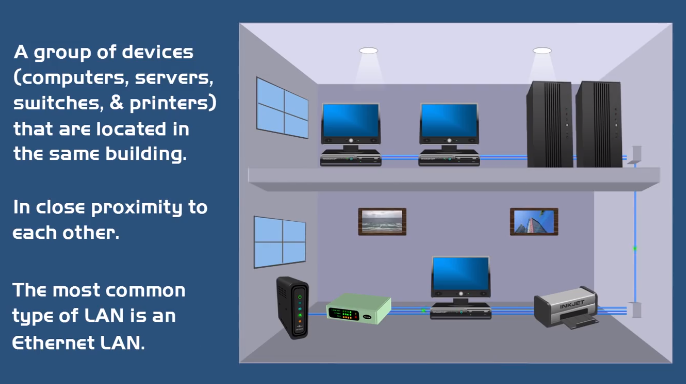 A group of devices
(computers, servers,
switches, & printers)
that are located in
the same building.
In close proximity to
each other.
The most common
type of LAN is an
Ethernet LAN.
INKJET